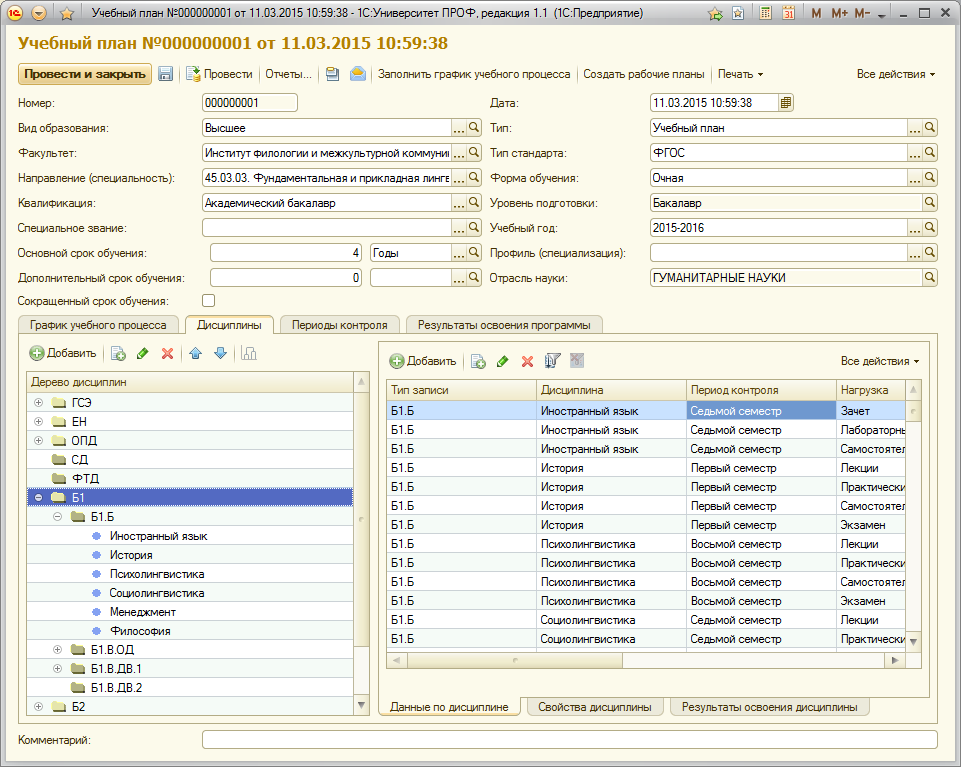 Учебный план №000000001 от 11.03.2015 10:59:38 - 1С:Университет ПРОФ, редакция 1.1 (1С:Предприятие)
M M+ M-
Учебный план №000000001 от 11.03.2015 10:59:38
Провести и закрыть Провести Отчеты... Заполнить график учебного процесса Создать рабочие планы Печать Все действия
Номер: 000000001 Дата: 11.03.2015 10:59:38
Вид образования: Высшее ... Тип: Учебный план ...
Факультет: Институт филологии и межкультурной коммуни ... Тип стандарта: ФГОС ...
Направление (специальность): 45.03.03. Фундаментальная и прикладная лингв ... Форма обучения: Очная ...
Квалификация: Академический бакалавр ... Уровень подготовки: Бакалавр
Специальное звание: ... Учебный год: 2015-2016 ...
Основной срок обучения: 4 Годы ... Профиль (специализация): ...
Дополнительный срок обучения: 0 ... Отрасль науки: ГУМАНИТАРНЫЕ НАУКИ
Сокращенный срок обучения:
График учебного процесса Дисциплины Периоды контроля Результаты освоения программы
Добавить
Дерево дисциплин
ГСЭ
ЕН
ОПД
СД
ФТД
Б1
Б1.Б
Иностранный язык
История
Психолингвистика
Социолингвистика
Менеджмент
Философия
Б1.В.ОД
Б1.В.ДВ.1
Б1.В.ДВ.2
Б2
Добавить Все действия
Тип записи Дисциплина Период контроля Нагрузка
Б1.Б Иностранный язык Седьмой семестр Зачет
Б1.Б Иностранный язык Седьмой семестр Лабораторны
Б1.Б Иностранный язык Седьмой семестр Самостоятел
Б1.Б История Первый семестр Лекции
Б1.Б История Первый семестр Практически
Б1.Б История Первый семестр Самостоятел
Б1.Б История Первый семестр Экзамен
Б1.Б Психолингвистика Восьмой семестр Лекции
Б1.Б Психолингвистика Восьмой семестр Практически
Б1.Б Психолингвистика Восьмой семестр Самостоятел
Б1.Б Психолингвистика Восьмой семестр Экзамен
Б1.Б Социолингвистика Седьмой семестр Лекции
Б1.Б Социолингвистика Седьмой семестр Практически
Данные по дисциплине Свойства дисциплины Результаты освоения дисциплины
Комментарий: